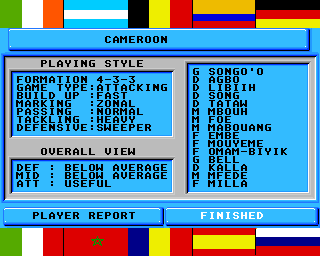 CAMEROON
PLAYING STYLE
FORMATION 4-3-3
GAME TYPE:ATTACKING
BUILD UP :FAST
MARKING :ZONAL
PASSING :NORMAL
TACKLING :HEAVY
DEFENSIVE:SWEEPER
OVERALL VIEW
DEF : BELOW AVERAGE
MID : BELOW AVERAGE
ATT : USEFUL
G SONGO'O
D AGBO
D LIBIIH
D SONG
D TATAW
M MBOUH
M FOE
M MABOUANG
F EMBE
F MOUYEME
F OMAM-BIYIK
G BELL
D KALLA
M MFEDE
F MILLA
PLAYER REPORT
FINISHED